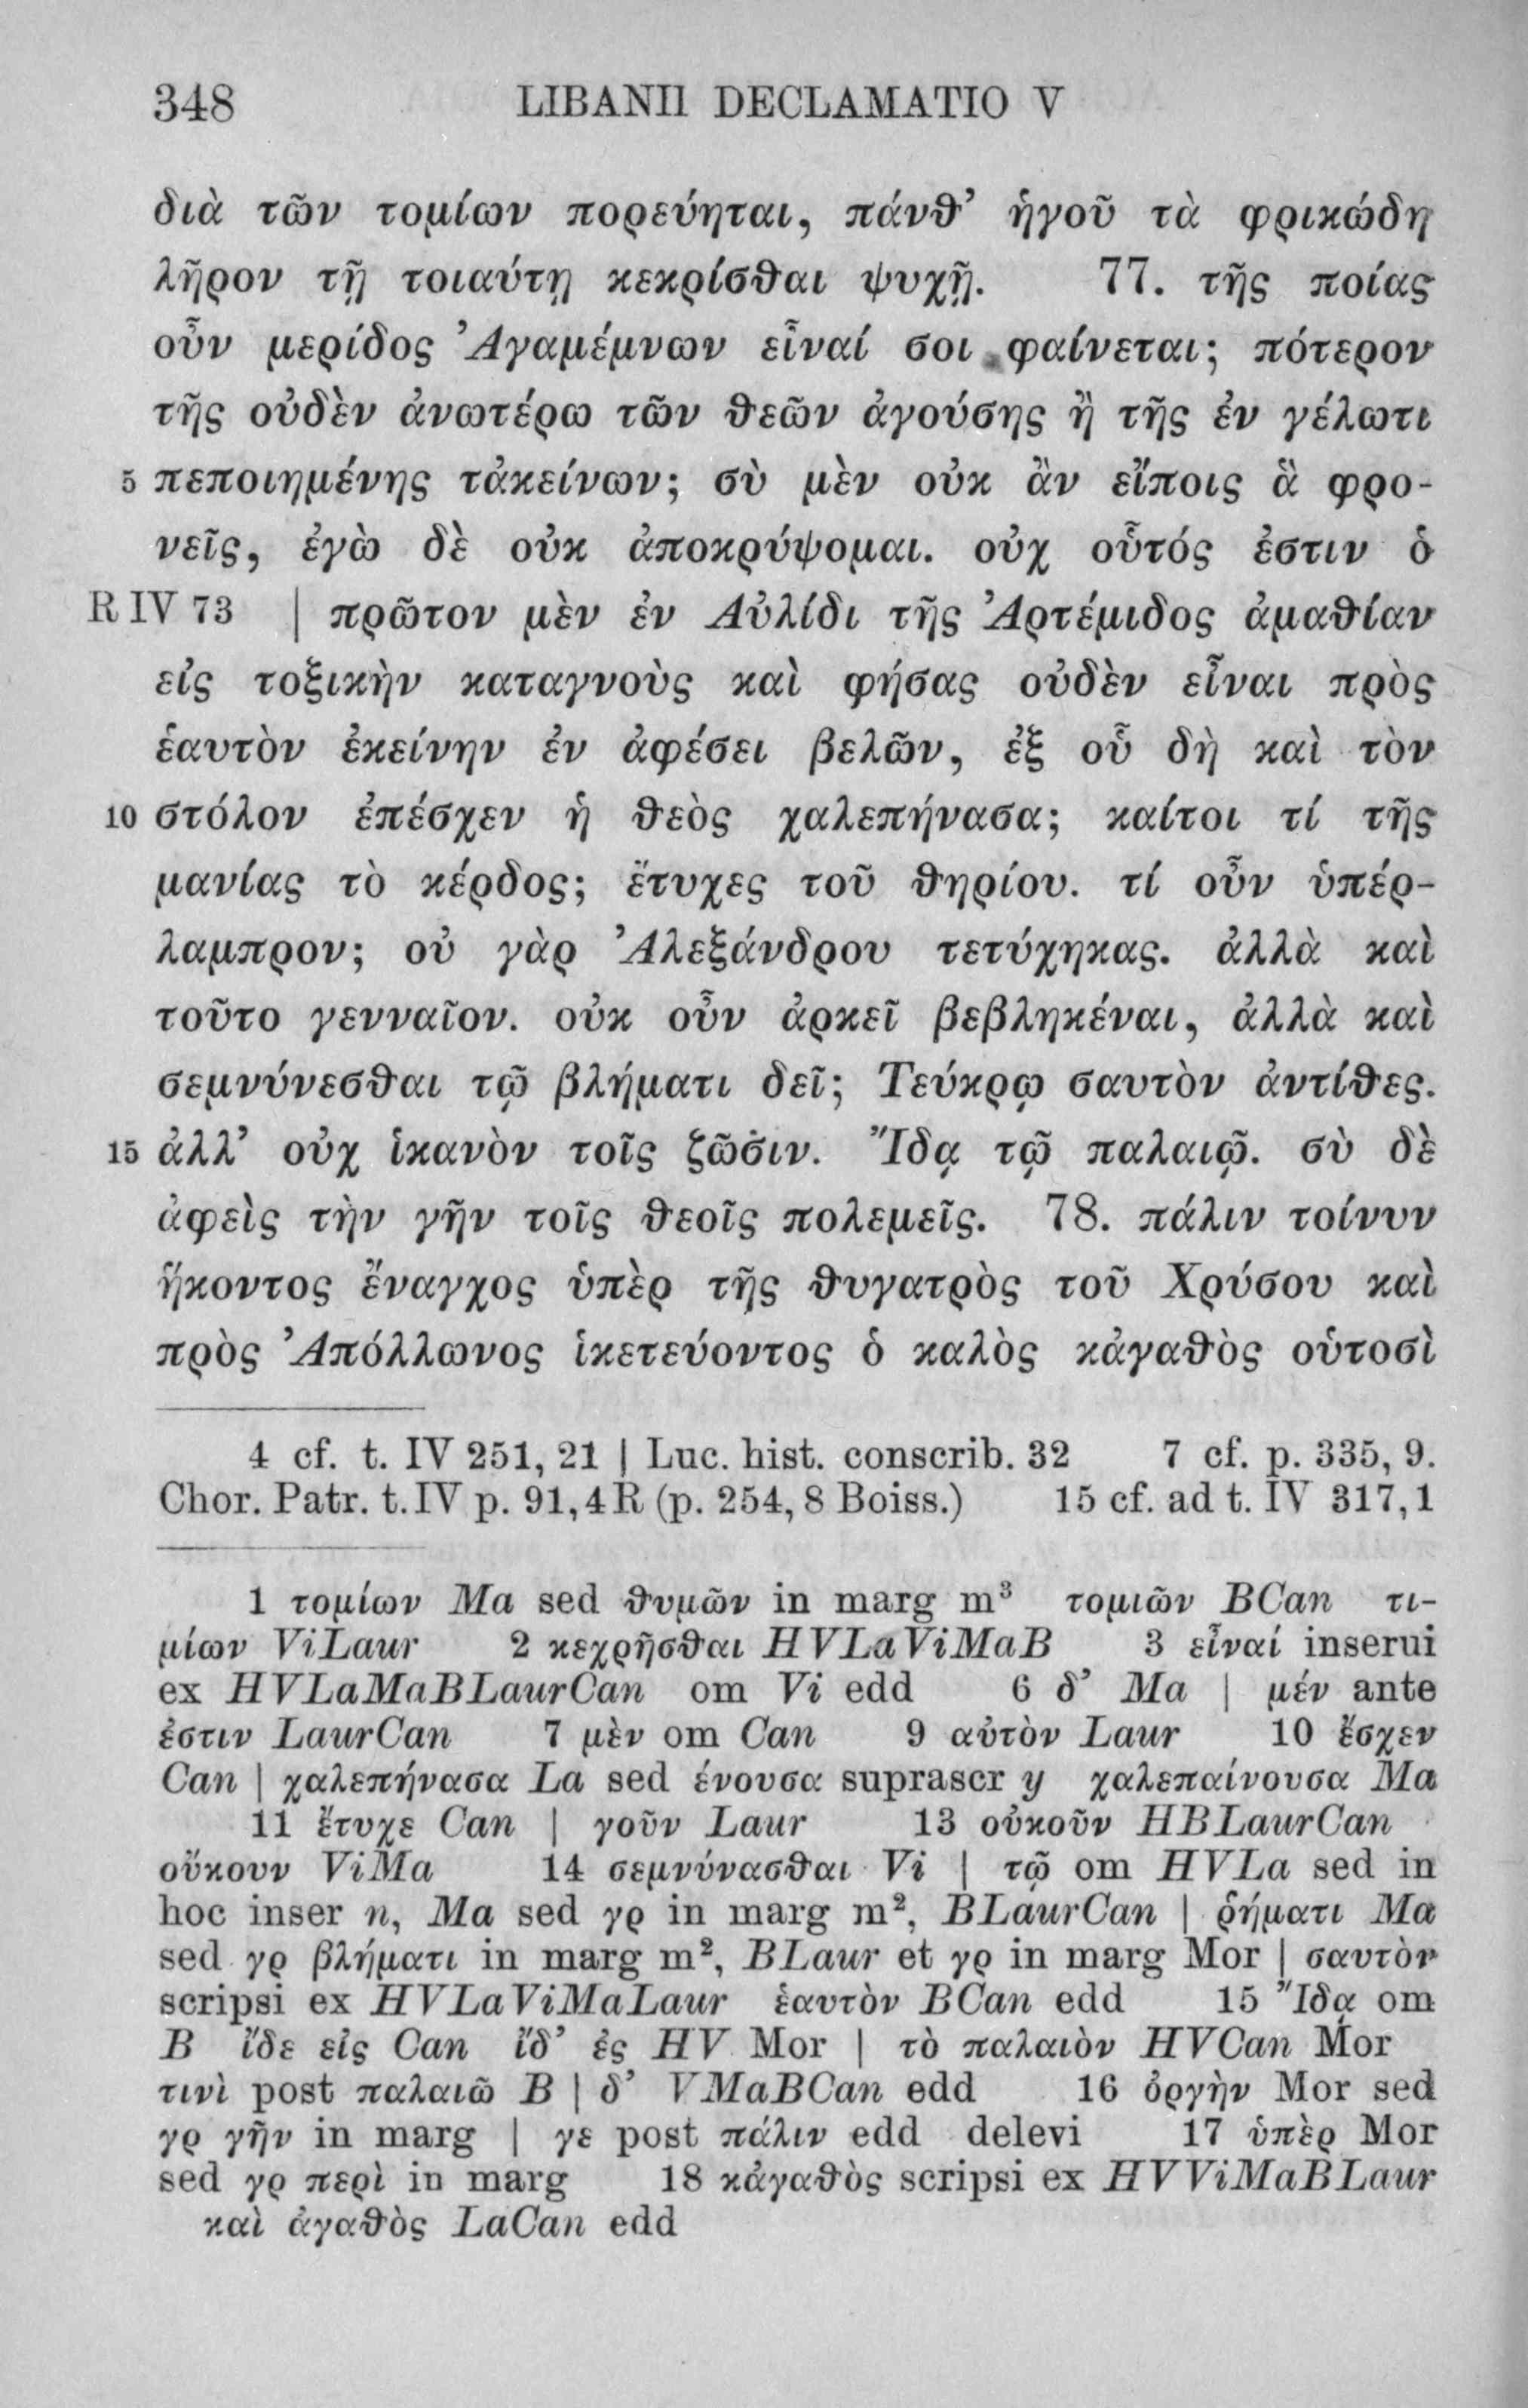 348 LIBANII DECLAMATIO V
διὰ τῶν τομίων πορεύηται, πάνθ’ ἡγοῦ τὰ φρικώδη
λῆρον τῇ τοιαύτῃ κεκρίσθαι ψυχῇ. 77. τῆς ποίας
οὖν μερίδος Ἀγαμέμνων εἶναί σοι φαίνεται; πότερον
τῆς οὐδὲν ἀνωτέρω τῶν θεῶν ἀγούσης ἢ τῆς ἐν γέλωτι
5 πεποιημένης τἀκείνων; σὺ μὲν οὐκ ἂν εἴποις ἃ φρο-
νεῖς, ἐγὼ δὲ οὐκ ἀποκρύψομαι. οὐχ οὗτός ἐστιν ὁ
R IV 73 | πρῶτον μὲν ἐν Αὐλίδι τῆς Ἀρτέμιδος ἀμαθίαν
εἰς τοξικὴν καταγνοὺς καὶ φήσας οὐδὲν εἶναι πρὸς
ἑαυτὸν ἐκείνην ἐν ἀφέσει βελῶν, ἐξ οὗ δὴ καὶ τὸν
10 στόλον ἐπέσχεν ἡ θεὸς χαλεπήνασα; καίτοι τί τῆς
μανίας τὸ κέρδος; ἔτυχες τοῦ θηρίου. τί οὖν ὑπέρ-
λαμπρον; οὐ γὰρ Ἀλεξάνδρου τετύχηκας. ἀλλὰ καὶ
τοῦτο γενναῖον. οὐκ οὖν ἀρκεῖ βεβληκέναι, ἀλλὰ καὶ
σεμνύνεσθαι τῷ βλήματι δεῖ; Τεύκρῳ σαυτὸν ἀντίθες.
15 ἀλλ’ οὐχ ἱκανὸν τοῖς ζῶσιν. Ἴδᾳ τῷ παλαιῷ. σὺ δὲ
ἀφεὶς τὴν γῆν τοῖς θεοῖς πολεμεῖς. 78. πάλιν τοίνυν
ἥκοντος ἔναγχος ὑπὲρ τῆς θυγατρὸς τοῦ Χρύσου καὶ
πρὸς Ἀπόλλωνος ἱκετεύοντος ὁ καλὸς κἀγαθὸς οὑτοσὶ
4 cf. t. IV 251, 21 | Luc. hist. conscrib. 32 7 cf. p. 335, 9.
Chor. Patr. t. IV p. 91, 4 R (p. 254, 8 Boiss.) 15 cf. ad t. IV 317, 1
1 τομίων Ma sed θυμῶν in marg m³ τομιῶν BCan τι-
μίων ViLaur 2 κεχρῆσθαι HVLaViMaB 3 εἶναί inserui
ex HVLaMaBLaurCan om Vi edd 6 δ’ Ma | μέν ante
ἐστιν LaurCan 7 μὲν om Can 9 αὐτὸν Laur 10 ἔσχεν
Can | χαλεπήνασα La sed ένουσα suprascr y χαλεπαίνουσα Ma
11 ἔτυχε Can | γοῦν Laur 13 οὐκοῦν HBLaurCan
οὔκουν ViMa 14 σεμνύνασθαι Vi | τῷ om HVLa sed in
hoc inser n, Ma sed γρ in marg m², BLaurCan | ῥήματι Ma
sed γρ βλήματι in marg m², BLaur et γρ in marg Mor | σαυτὸν
scripsi ex HVLaViMaLaur ἑαυτὸν BCan edd 15 Ἴδᾳ om
B ἴδε εἰς Can ἴδ’ ἐς HV Mor | τὸ παλαιὸν HVCan Mor
τινὶ post παλαιῶ B | δ’ VMaBCan edd 16 ὀργὴν Mor sed
γρ γῆν in marg | γε post πάλιν edd delevi 17 ὑπὲρ Mor
sed γρ περὶ in marg 18 κἀγαθὸς scripsi ex HVViMaBLaur
καὶ ἀγαθὸς LaCan edd